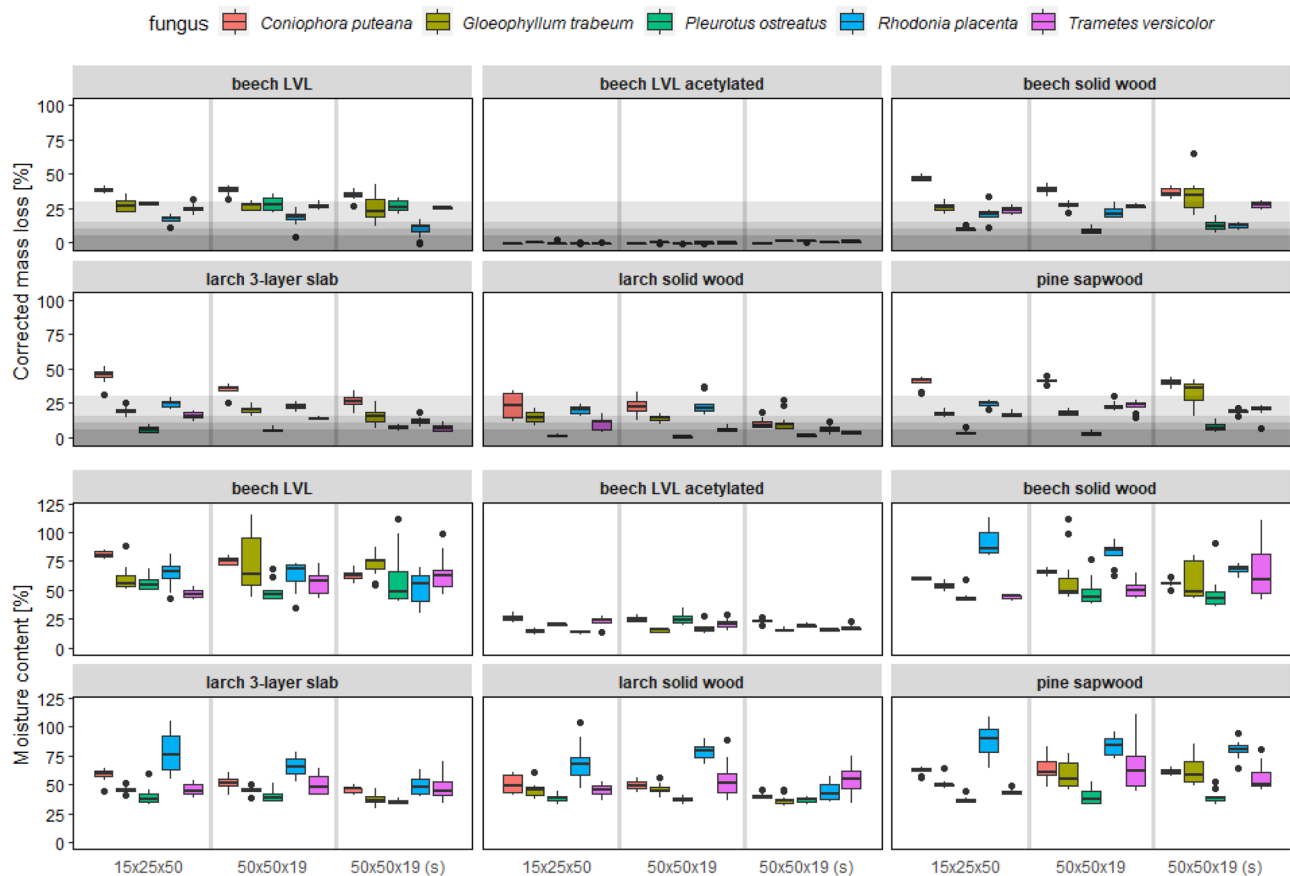 fungus Coniophora puteana Gloeophyllum trabeum Pleurotus ostreatus Rhodonia placenta Trametes versicolor
Corrected mass loss [%]
beech LVL beech LVL acetylated beech solid wood
100
75
50
25
0
larch 3-layer slab larch solid wood pine sapwood
100
75
50
25
0
Moisture content [%]
beech LVL beech LVL acetylated beech solid wood
125
100
75
50
25
0
larch 3-layer slab larch solid wood pine sapwood
125
100
75
50
25
0
15x25x50 50x50x19 50x50x19 (s) 15x25x50 50x50x19 50x50x19 (s) 15x25x50 50x50x19 50x50x19 (s)